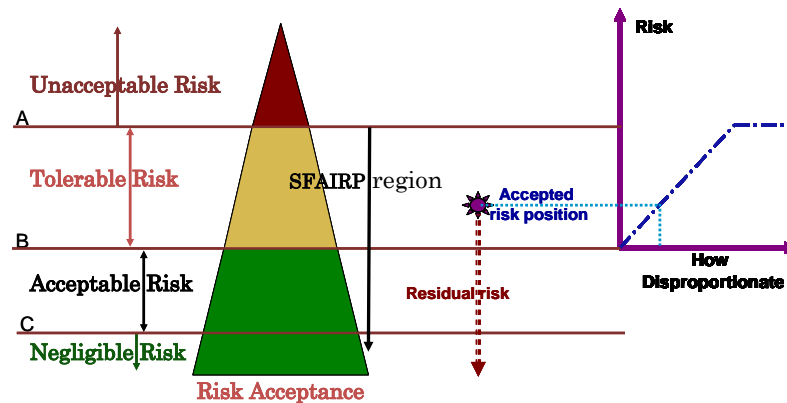 Risk
Unacceptable Risk
A
Tolerable Risk
SFAIRP region
Accepted
risk position
B
How
Disproportionate
Acceptable Risk
Residual risk
C
Negligible Risk
Risk Acceptance